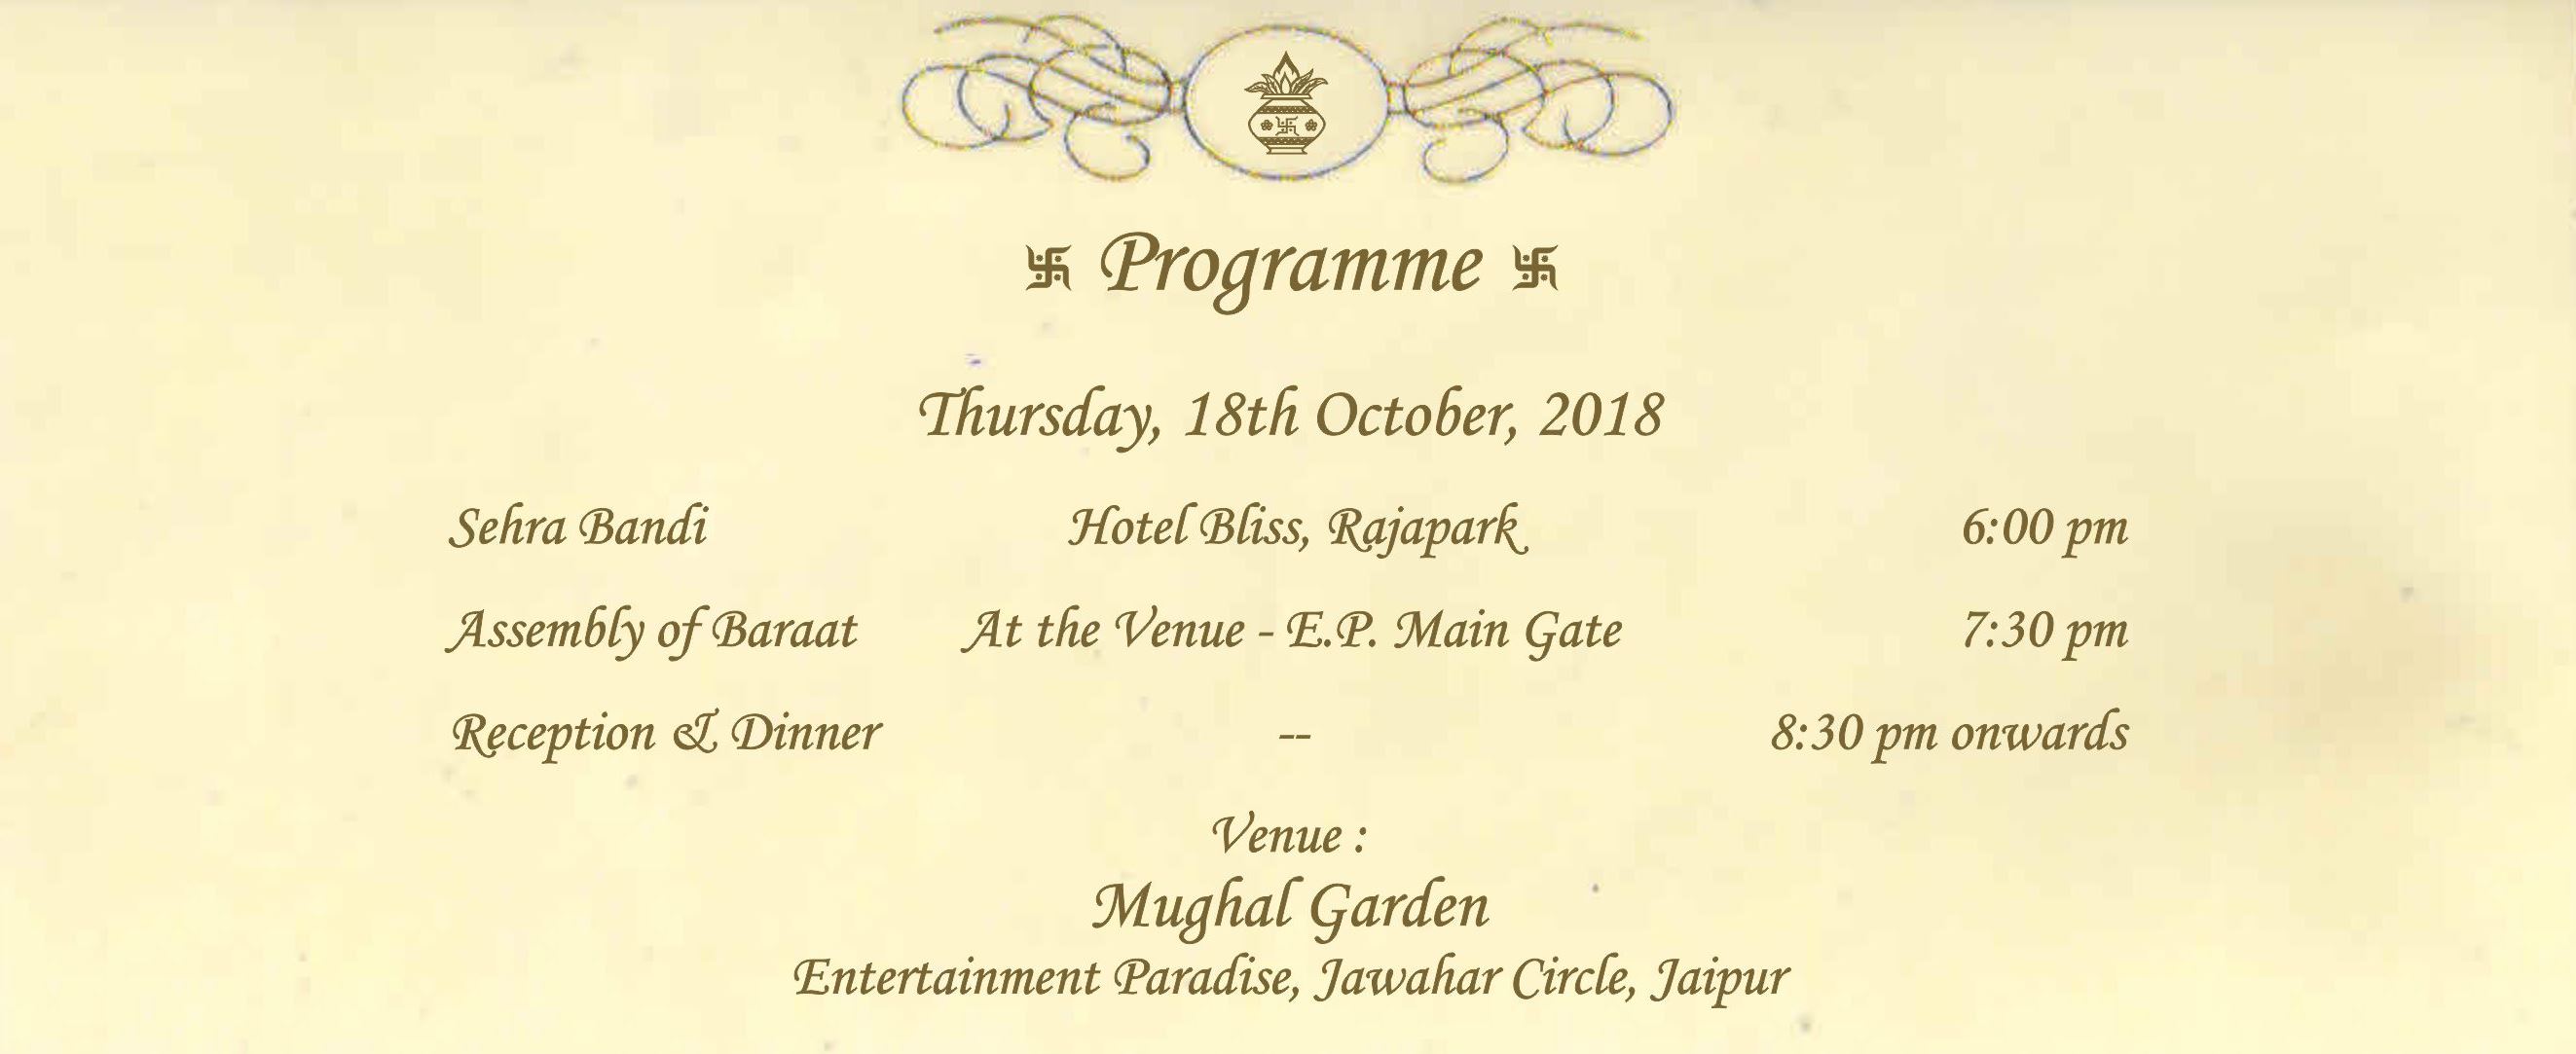 卐 Programme 卐
Thursday, 18th October, 2018
Sehra Bandi Hotel Bliss, Rajapark 6:00 pm
Assembly of Baraat At the Venue - E.P. Main Gate 7:30 pm
Reception & Dinner -- 8:30 pm onwards
Venue :
Mughal Garden
Entertainment Paradise, Jawahar Circle, Jaipur